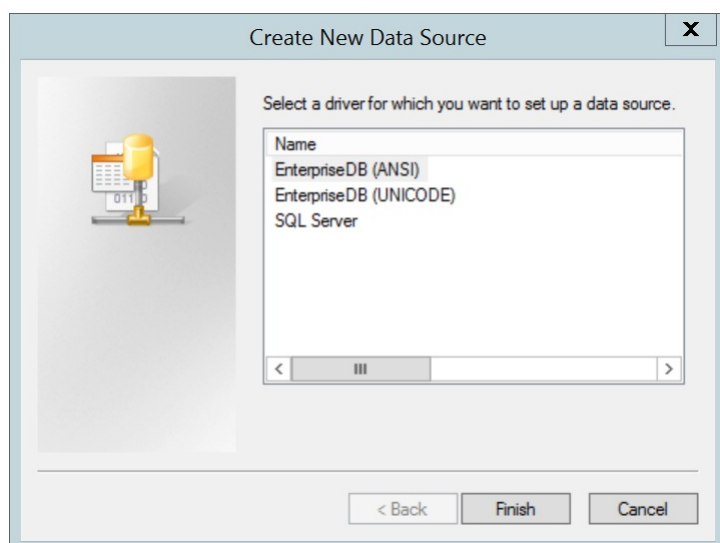 Create New Data Source
X
Select a driver for which you want to set up a data source.
Name
EnterpriseDB (ANSI)
EnterpriseDB (UNICODE)
SQL Server
< Back
Finish
Cancel